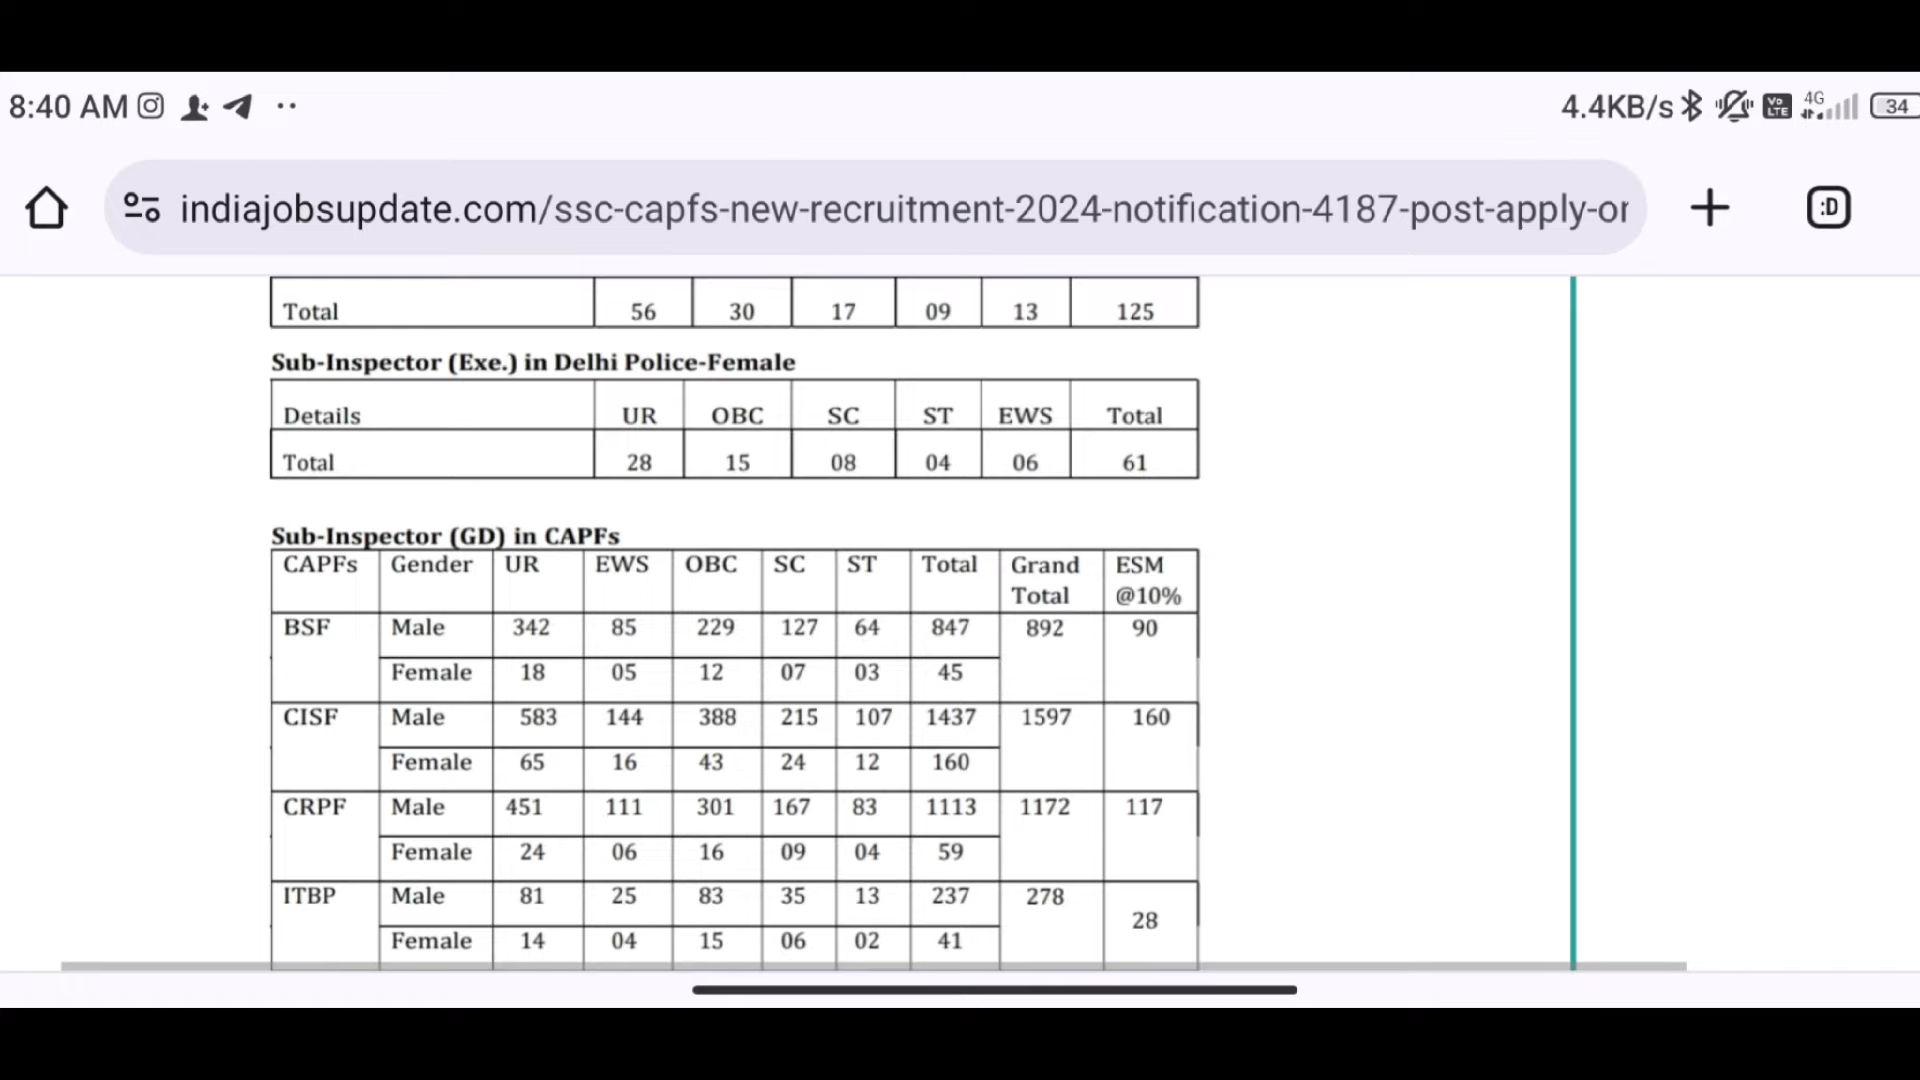 8:40 AM
4.4KB/s Vo LTE 4G 34
indiajobsupdate.com/ssc-capfs-new-recruitment-2024-notification-4187-post-apply-or
:D
Total 56 30 17 09 13 125
Sub-Inspector (Exe.) in Delhi Police-Female
Details UR OBC SC ST EWS Total
Total 28 15 08 04 06 61
Sub-Inspector (GD) in CAPFs
CAPFs Gender UR EWS OBC SC ST Total Grand Total ESM @10%
BSF Male 342 85 229 127 64 847 892 90
Female 18 05 12 07 03 45
CISF Male 583 144 388 215 107 1437 1597 160
Female 65 16 43 24 12 160
CRPF Male 451 111 301 167 83 1113 1172 117
Female 24 06 16 09 04 59
ITBP Male 81 25 83 35 13 237 278 28
Female 14 04 15 06 02 41